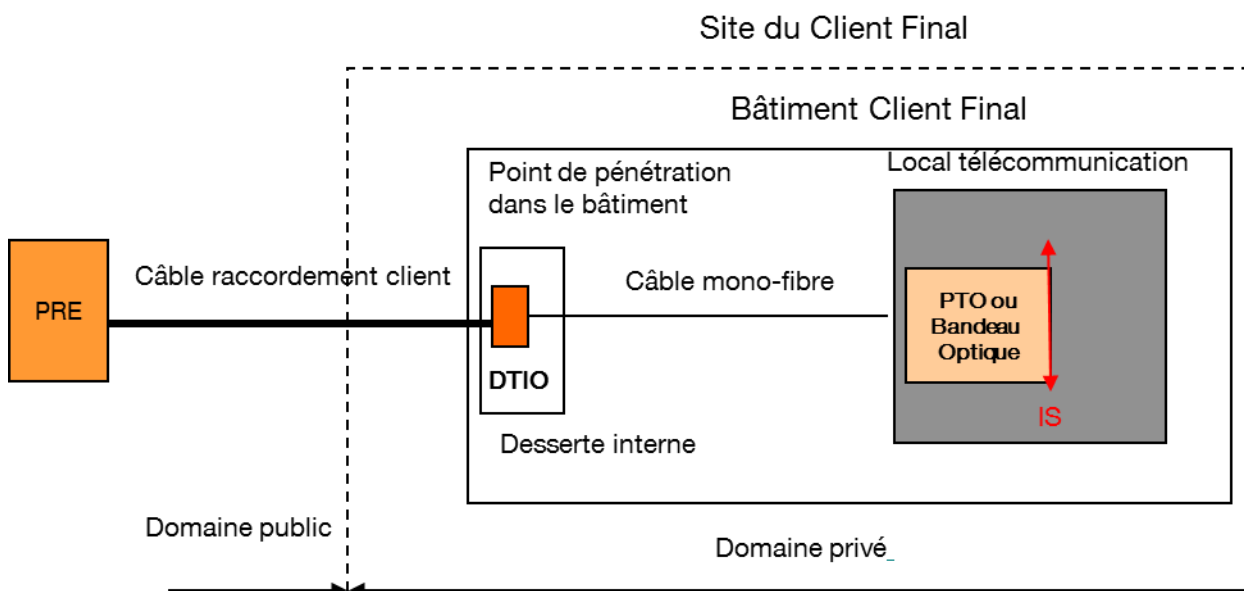 Site du Client Final
Bâtiment Client Final
Local télécommunication
Point de pénétration
dans le bâtiment
Câble raccordement client
Câble mono-fibre
PRE
PTO ou
Bandeau
Optique
DTIO
IS
Desserte interne
Domaine public
Domaine privé